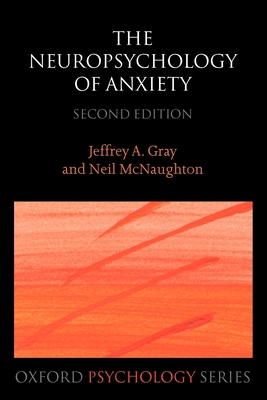 THE
NEUROPSYCHOLOGY
OF ANXIETY
SECOND EDITION
Jeffrey A. Gray
and Neil McNaughton
OXFORD PSYCHOLOGY SERIES